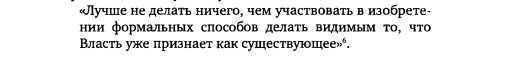 «Лучше не делать ничего, чем участвовать в изобрете-
нии формальных способов делать видимым то, что
Власть уже признает как существующее»⁶.